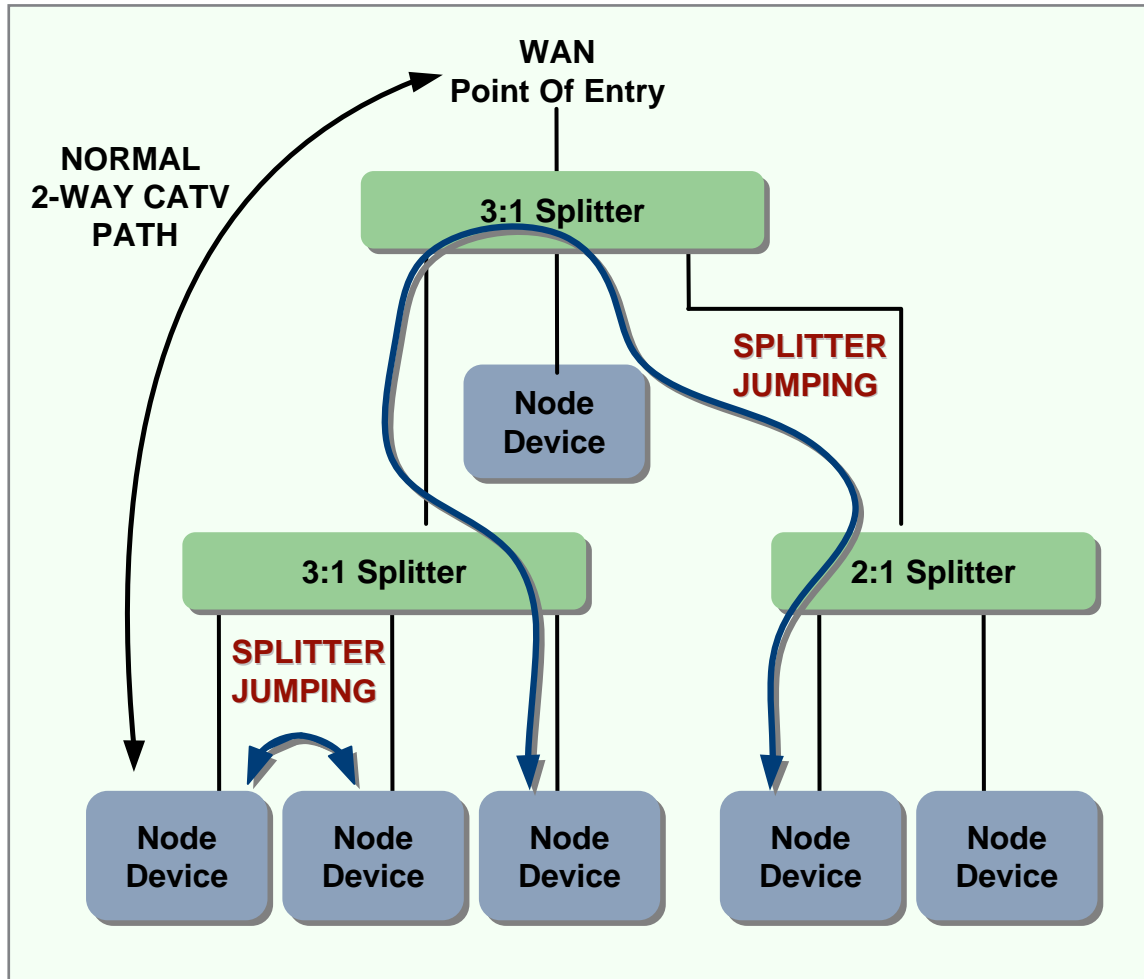 WAN
Point Of Entry
NORMAL
2-WAY CATV
PATH
3:1 Splitter
SPLITTER
JUMPING
Node
Device
3:1 Splitter
2:1 Splitter
SPLITTER
JUMPING
Node
Device
Node
Device
Node
Device
Node
Device
Node
Device